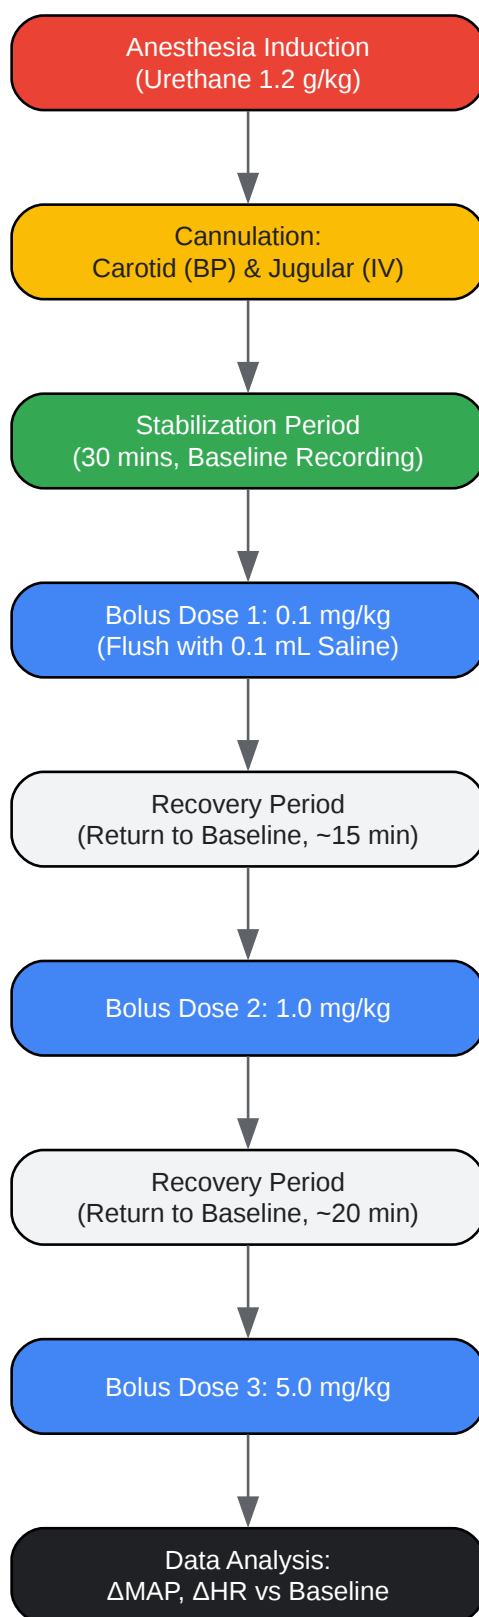 Anesthesia Induction
(Urethane 1.2 g/kg)
Cannulation:
Carotid (BP) & Jugular (IV)
Stabilization Period
(30 mins, Baseline Recording)
Bolus Dose 1: 0.1 mg/kg
(Flush with 0.1 mL Saline)
Recovery Period
(Return to Baseline, ~15 min)
Bolus Dose 2: 1.0 mg/kg
Recovery Period
(Return to Baseline, ~20 min)
Bolus Dose 3: 5.0 mg/kg
Data Analysis:
ΔMAP, ΔHR vs Baseline